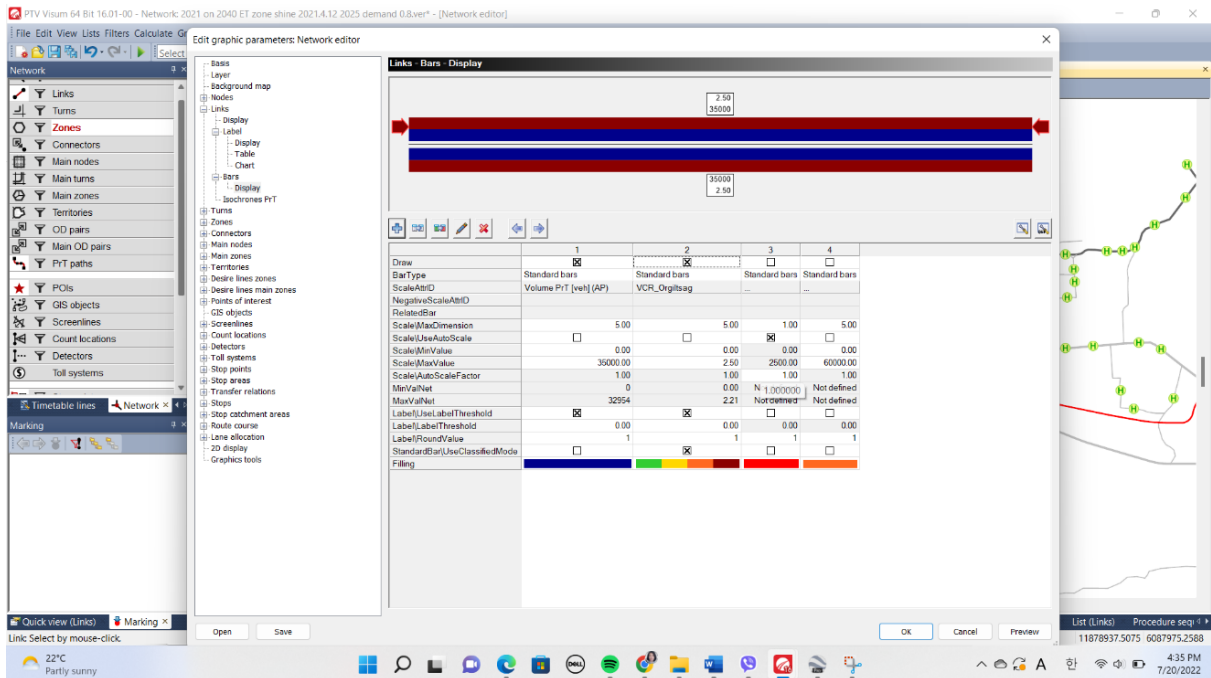 PTV Visum 64 Bit 16.01-00 - Network: 2021 on 2040 ET zone shine 2021.4.12 2025 demand 0.8.ver* - [Network editor]
File Edit View Lists Filters Calculate Gr
Select
Edit graphic parameters: Network editor
Network
Links
Turns
Zones
Connectors
Main nodes
Main turns
Main zones
Territories
OD pairs
Main OD pairs
PrT paths
POIs
GIS objects
Screenlines
Count locations
Detectors
Toll systems
Timetable lines Network
Marking
Quick view (Links) Marking
Link: Select by mouse-click.
Basis
Layer
Background map
Nodes
Links
Display
Label
Display
Table
Chart
Bars
Display
Isochrones PrT
Turns
Zones
Connectors
Main nodes
Main zones
Territories
Desire lines zones
Desire lines main zones
Points of interest
GIS objects
Screenlines
Count locations
Detectors
Toll systems
Stop points
Stop areas
Transfer relations
Stops
Stop catchment areas
Route course
Lane allocation
2D display
Graphics tools
Links - Bars - Display
2.50
35000
35000
2.50
1 2 3 4
Draw
BarType Standard bars Standard bars Standard bars Standard bars
ScaleAttrID Volume PrT [veh] (AP) VCR_Orgiltsag ... ...
NegativeScaleAttrID
RelatedBar
Scale\MaxDimension 5.00 5.00 1.00 5.00
Scale\UseAutoScale
Scale\MinValue 0.00 0.00 0.00 0.00
Scale\MaxValue 35000.00 2.50 2500.00 60000.00
Scale\AutoScaleFactor 1.00 1.00 1.00 1.00
MinValNet 0 0.00 N 1.000000 Not defined
MaxValNet 32954 2.21 Not defined Not defined
Label\UseLabelThreshold
Label\LabelThreshold 0.00 0.00 0.00 0.00
Label\RoundValue 1 1 1 1
StandardBar\UseClassifiedMode
Filling
Open Save OK Cancel Preview
H
H
H
H H H
H
H
H
H H H
H
H
H
List (Links) Procedure seq
11878937.5075 6087975.2588
22°C
Partly sunny
DELL
A 한
4:35 PM
7/20/2022